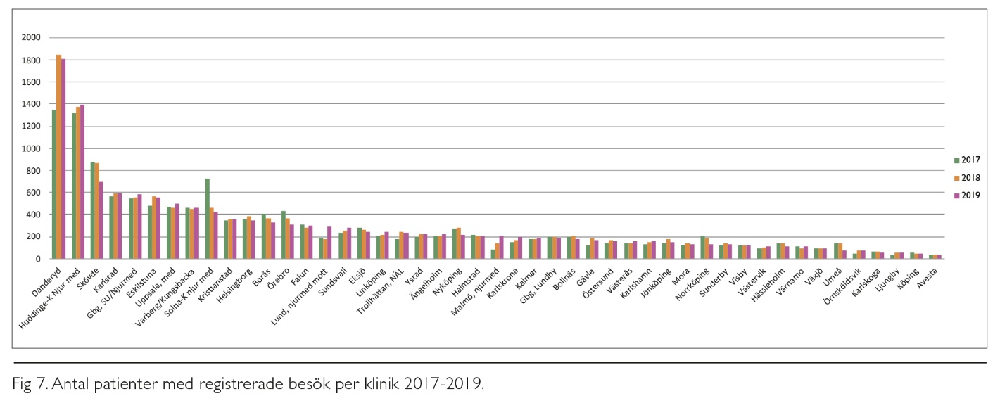 2000
1800
1600
1400
1200
1000
800
600
400
200
0
2017
2018
2019
Danderyd
Huddinge-K Njur med
Skövde
Karlstad
Gbg, SU/Njurmed
Eskilstuna
Uppsala, med
Varberg/Kungsbacka
Solna-K njur med
Kristianstad
Helsingborg
Borås
Örebro
Falun
Lund, njurmed mott
Sundsvall
Eksjö
Linköping
Trollhättan, NÄL
Ystad
Ängelholm
Nyköping
Halmstad
Malmö, njurmed
Karlskrona
Kalmar
Gbg, Lundby
Bollnäs
Gävle
Östersund
Västerås
Karlshamn
Jönköping
Mora
Norrköping
Sunderby
Visby
Västervik
Hässleholm
Värnamo
Växjö
Umeå
Örnsköldsvik
Karlskoga
Ljungby
Köping
Avesta
Fig 7. Antal patienter med registrerade besök per klinik 2017-2019.